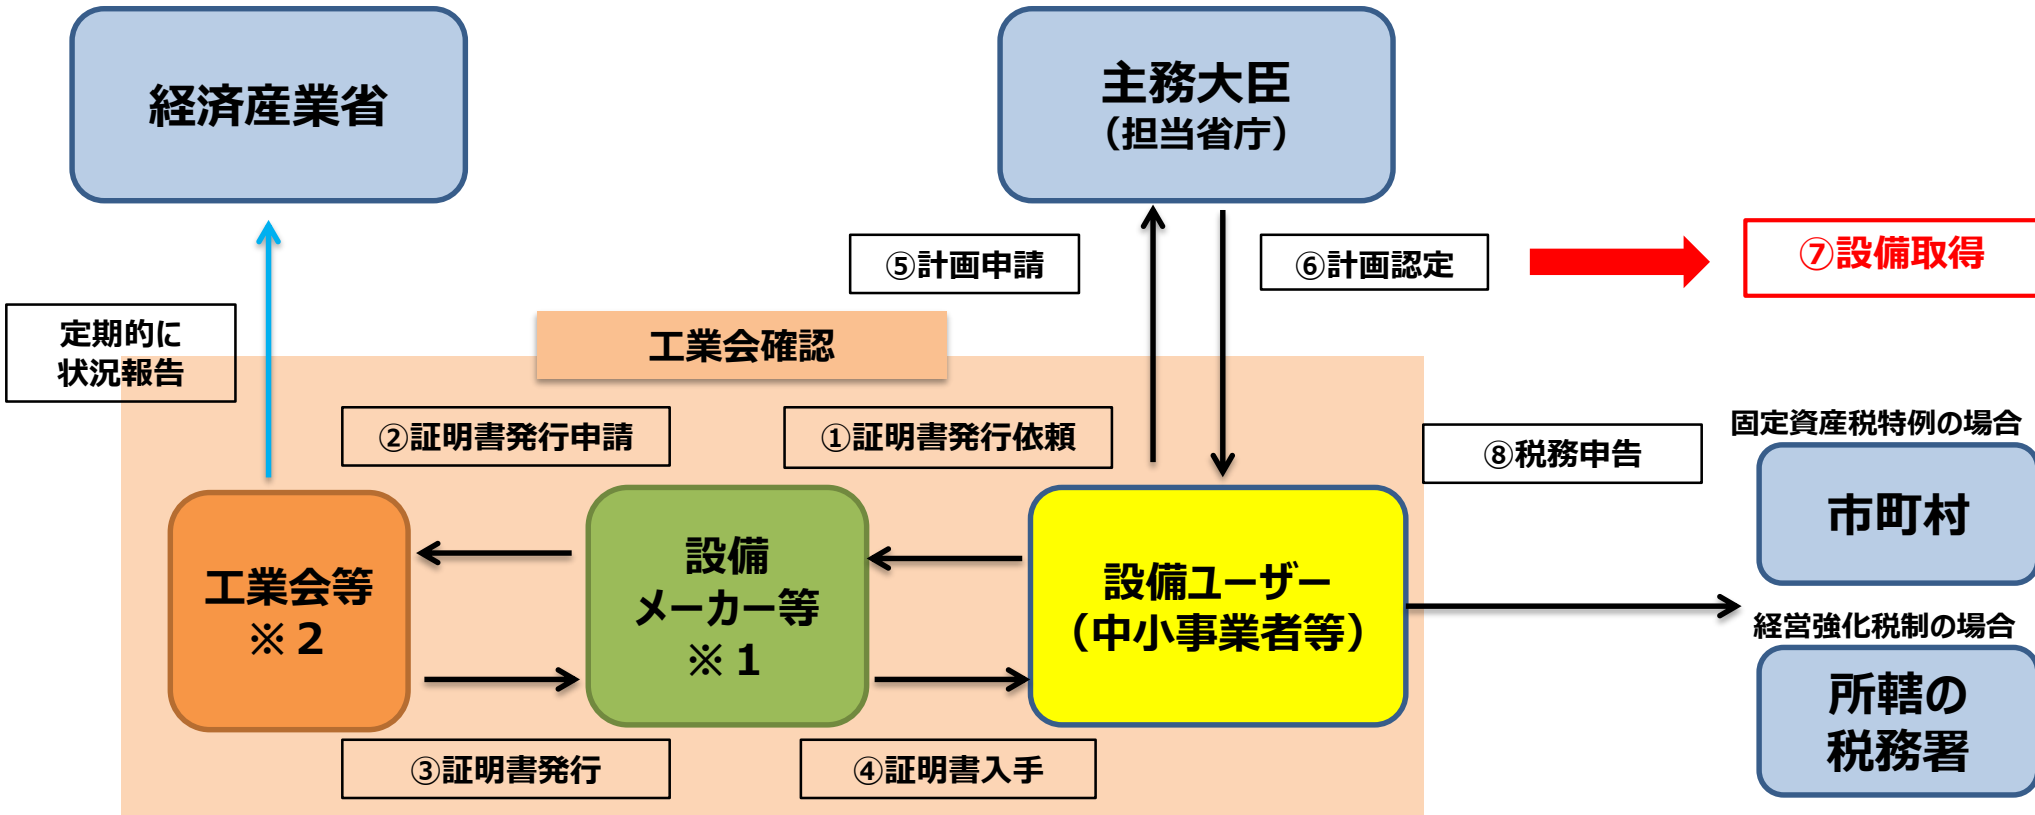 経済産業省
主務大臣
（担当省庁）
⑤計画申請
⑥計画認定
⑦設備取得
定期的に
状況報告
工業会確認
②証明書発行申請
①証明書発行依頼
⑧税務申告
固定資産税特例の場合
市町村
工業会等
※２
設備
メーカー等
※１
設備ユーザー
（中小事業者等）
経営強化税制の場合
所轄の
税務署
③証明書発行
④証明書入手